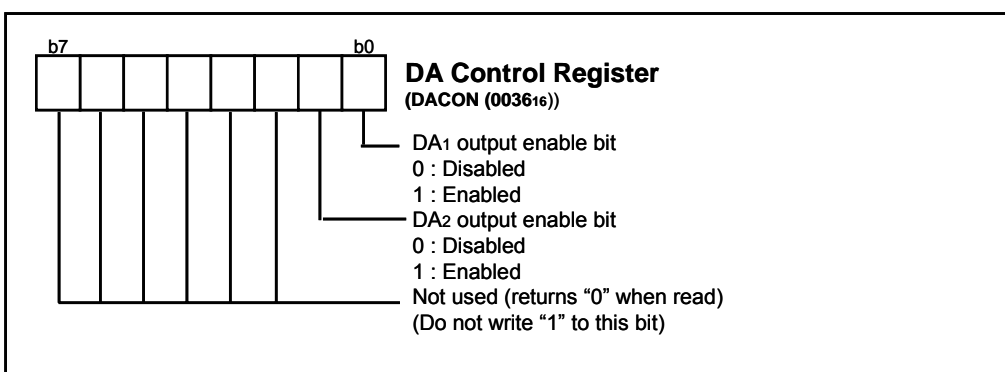 b7 b0
DA Control Register
(DACON (003616))
DA1 output enable bit
0 : Disabled
1 : Enabled
DA2 output enable bit
0 : Disabled
1 : Enabled
Not used (returns “0” when read)
(Do not write “1” to this bit)